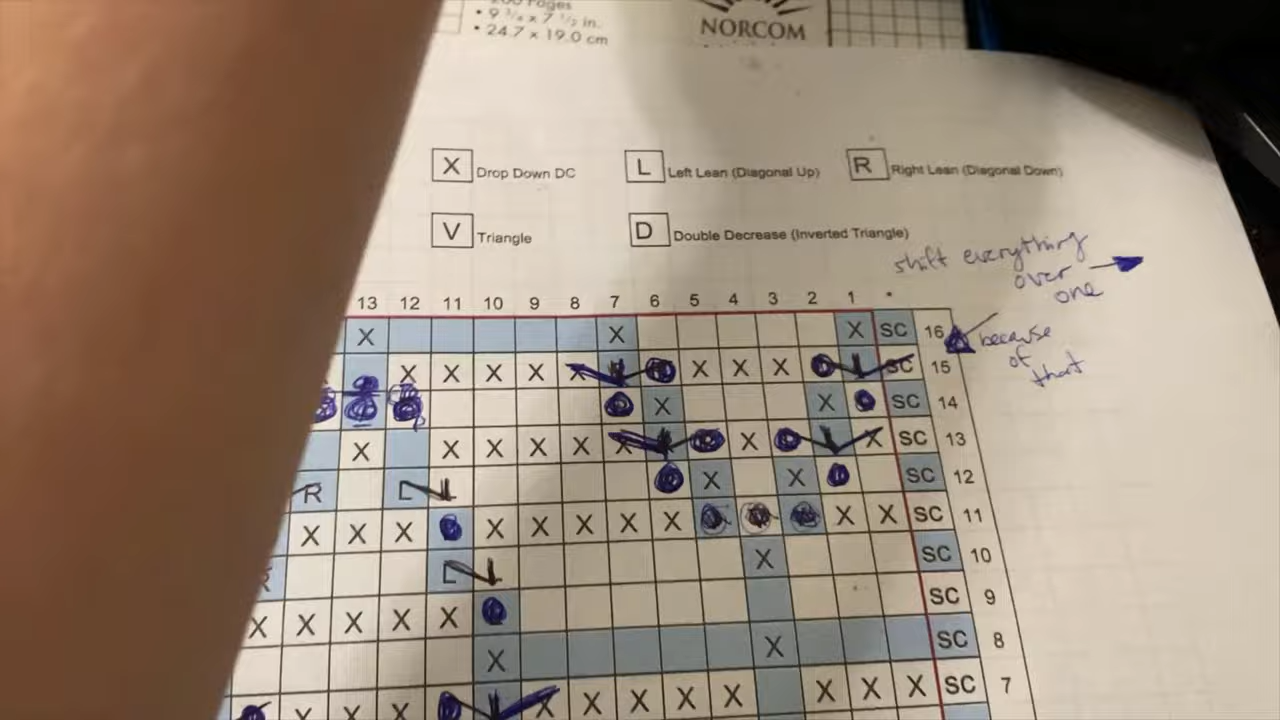 200 Pages
• 9 3/4 x 7 1/2 in.
• 24.7 x 19.0 cm
NORCOM
X Drop Down DC
L Left Lean (Diagonal Up)
R Right Lean (Diagonal Down)
V Triangle
D Double Decrease (Inverted Triangle)
shift everything
over
one
13 12 11 10 9 8 7 6 5 4 3 2 1 *
X X X SC 16
because
of
that
X X X X X X X X SC 15
X X SC 14
X X X X X X X X SC 13
R L X X SC 12
X X X X X X X X X X SC 11
L X SC 10
X X X X X SC 9
X X SC 8
X X X X X X X X X X SC 7